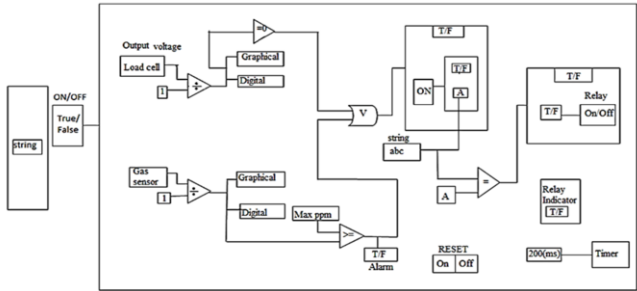 string
ON/OFF
True/
False
Output voltage
Load cell
1
÷
=0
Graphical
Digital
V
T/F
ON
T/F
A
string
abc
A
=
T/F
T/F
Relay
On/Off
Gas
sensor
1
÷
Graphical
Digital
Max ppm
>=
T/F
Alarm
RESET
On Off
Relay
Indicator
T/F
200(ms)
Timer